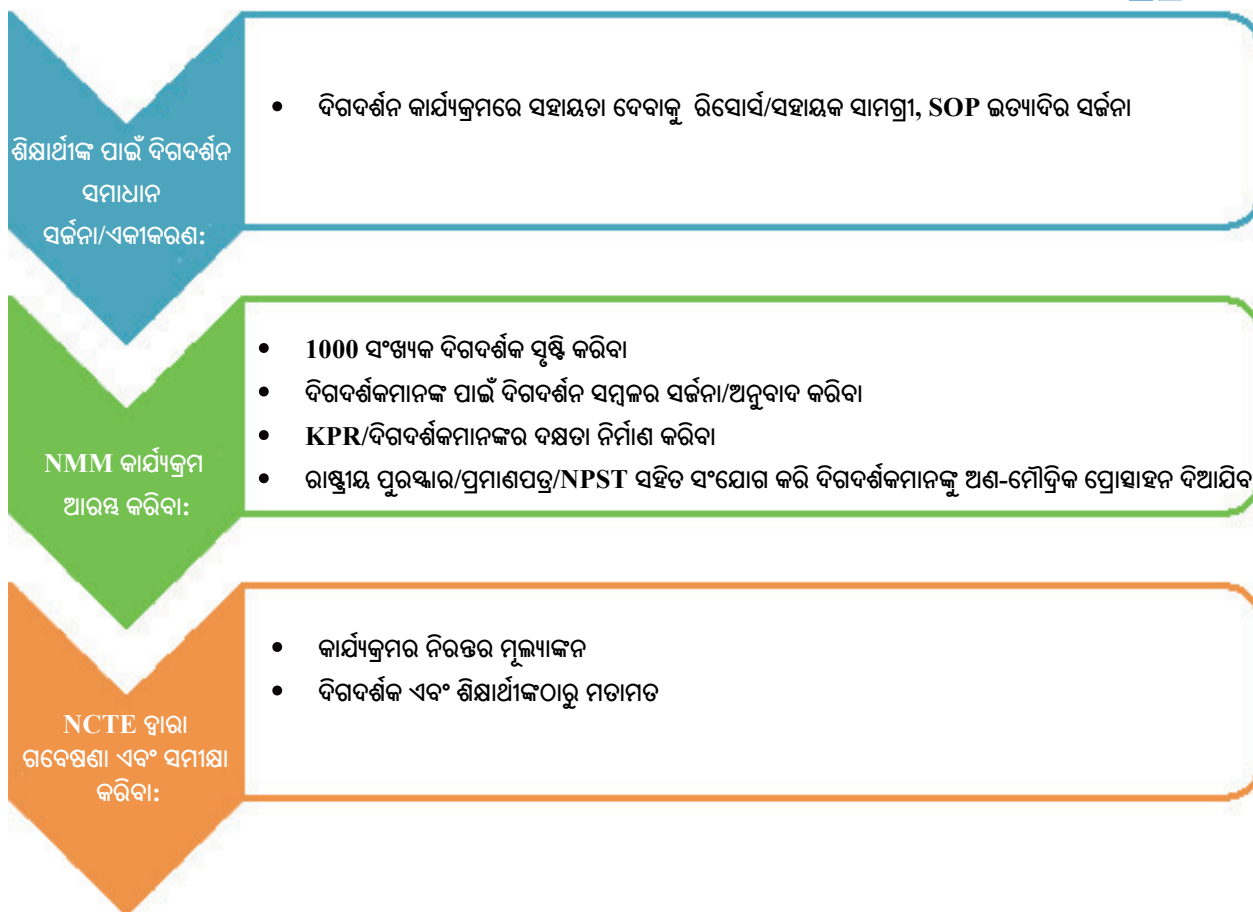 ଶିକ୍ଷାର୍ଥୀଙ୍କ ପାଇଁ ଦିଗଦର୍ଶନ
ସମାଧାନ
ସର୍ଜନା/ଏକୀକରଣ:
• ଦିଗଦର୍ଶନ କାର୍ଯ୍ୟକ୍ରମରେ ସହାୟତା ଦେବାକୁ ରିସୋର୍ସ/ସହାୟକ ସାମଗ୍ରୀ, SOP ଇତ୍ୟାଦିର ସର୍ଜନା
NMM କାର୍ଯ୍ୟକ୍ରମ
ଆରମ୍ଭ କରିବା:
• 1000 ସଂଖ୍ୟକ ଦିଗଦର୍ଶକ ସୃଷ୍ଟି କରିବା
• ଦିଗଦର୍ଶକମାନଙ୍କ ପାଇଁ ଦିଗଦର୍ଶନ ସମ୍ବଳର ସର୍ଜନା/ଅନୁବାଦ କରିବା
• KPR/ଦିଗଦର୍ଶକମାନଙ୍କର ଦକ୍ଷତା ନିର୍ମାଣ କରିବା
• ରାଷ୍ଟ୍ରୀୟ ପୁରସ୍କାର/ପ୍ରମାଣପତ୍ର/NPST ସହିତ ସଂଯୋଗ କରି ଦିଗଦର୍ଶକମାନଙ୍କୁ ଅଣ-ମୌଦ୍ରିକ ପ୍ରୋତ୍ସାହନ ଦିଆଯିବ
NCTE ଦ୍ୱାରା
ଗବେଷଣା ଏବଂ ସମୀକ୍ଷା
କରିବା:
• କାର୍ଯ୍ୟକ୍ରମର ନିରନ୍ତର ମୂଲ୍ୟାଙ୍କନ
• ଦିଗଦର୍ଶକ ଏବଂ ଶିକ୍ଷାର୍ଥୀଙ୍କଠାରୁ ମତାମତ